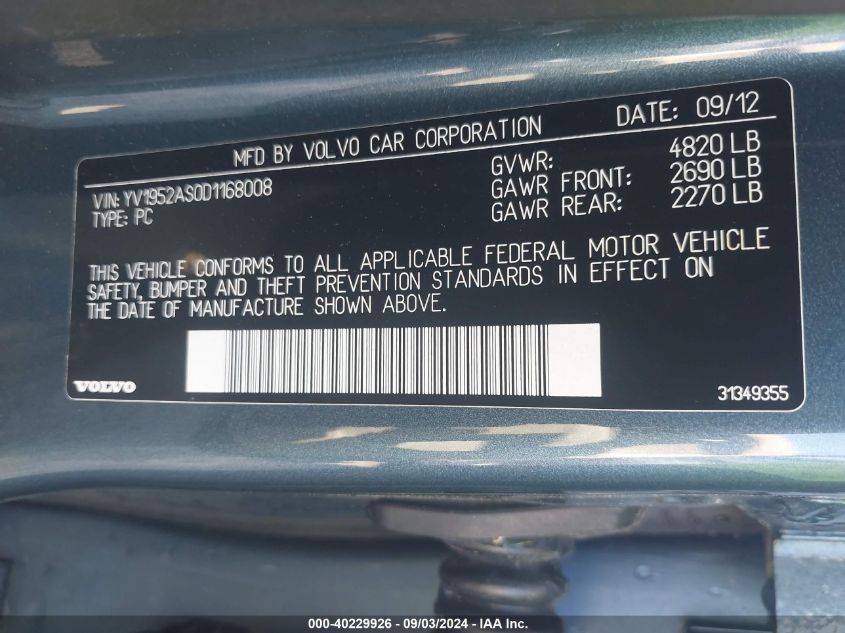 MFD BY VOLVO CAR CORPORATION DATE: 09/12
VIN: YV1952AS0D1168008 GVWR: 4820 LB
TYPE: PC GAWR FRONT: 2690 LB
GAWR REAR: 2270 LB
THIS VEHICLE CONFORMS TO ALL APPLICABLE FEDERAL MOTOR VEHICLE
SAFETY, BUMPER AND THEFT PREVENTION STANDARDS IN EFFECT ON
THE DATE OF MANUFACTURE SHOWN ABOVE.
VOLVO 31349355
000-40229926 - 09/03/2024 - IAA Inc.